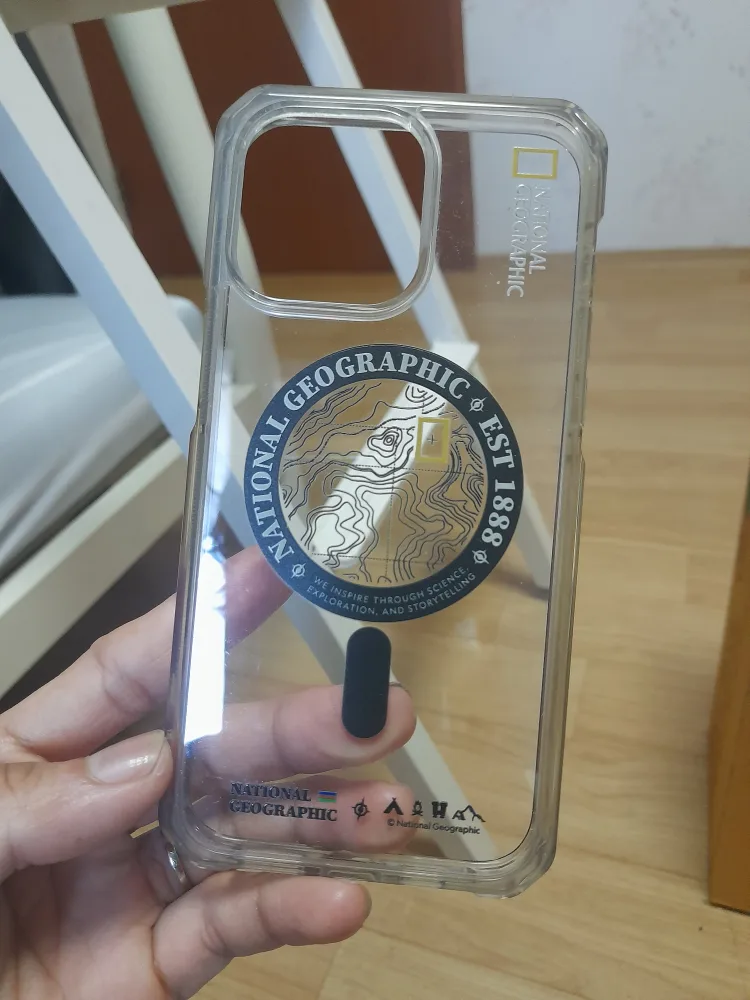 NATIONAL
GEOGRAPHIC
NATIONAL GEOGRAPHIC
EST 1888
WE INSPIRE THROUGH SCIENCE,
EXPLORATION, AND STORYTELLING
NATIONAL
GEOGRAPHIC
© National Geographic